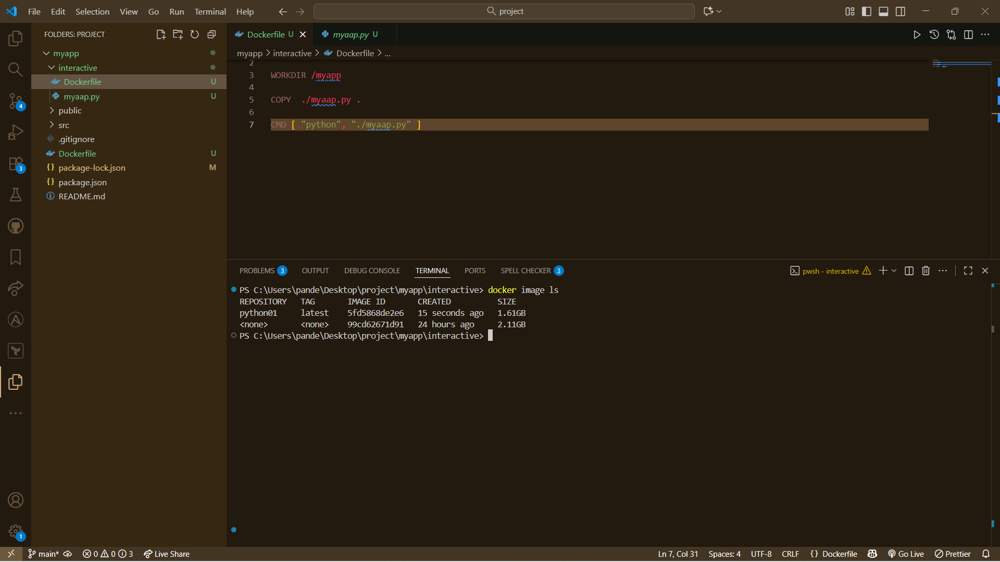 File Edit Selection View Go Run Terminal Help
project
FOLDERS: PROJECT
myapp
interactive
Dockerfile U
myaap.py U
public
src
.gitignore
Dockerfile U
package-lock.json M
package.json
README.md
4
3
1
Dockerfile U
myaap.py U
myapp > interactive > Dockerfile > ...
2
3 WORKDIR /myapp
4
5 COPY ./myaap.py .
6
7 CMD [ "python", "./myaap.py" ]
PROBLEMS 3 OUTPUT DEBUG CONSOLE TERMINAL PORTS SPELL CHECKER 3
pwsh - interactive
PS C:\Users\pande\Desktop\project\myapp\interactive> docker image ls
REPOSITORY TAG IMAGE ID CREATED SIZE
python01 latest 5fd5868de2e6 15 seconds ago 1.61GB
<none> <none> 99cd62671d91 24 hours ago 2.11GB
PS C:\Users\pande\Desktop\project\myapp\interactive>
main* 0 0 3 Live Share
Ln 7, Col 31 Spaces: 4 UTF-8 CRLF {} Dockerfile Go Live Prettier